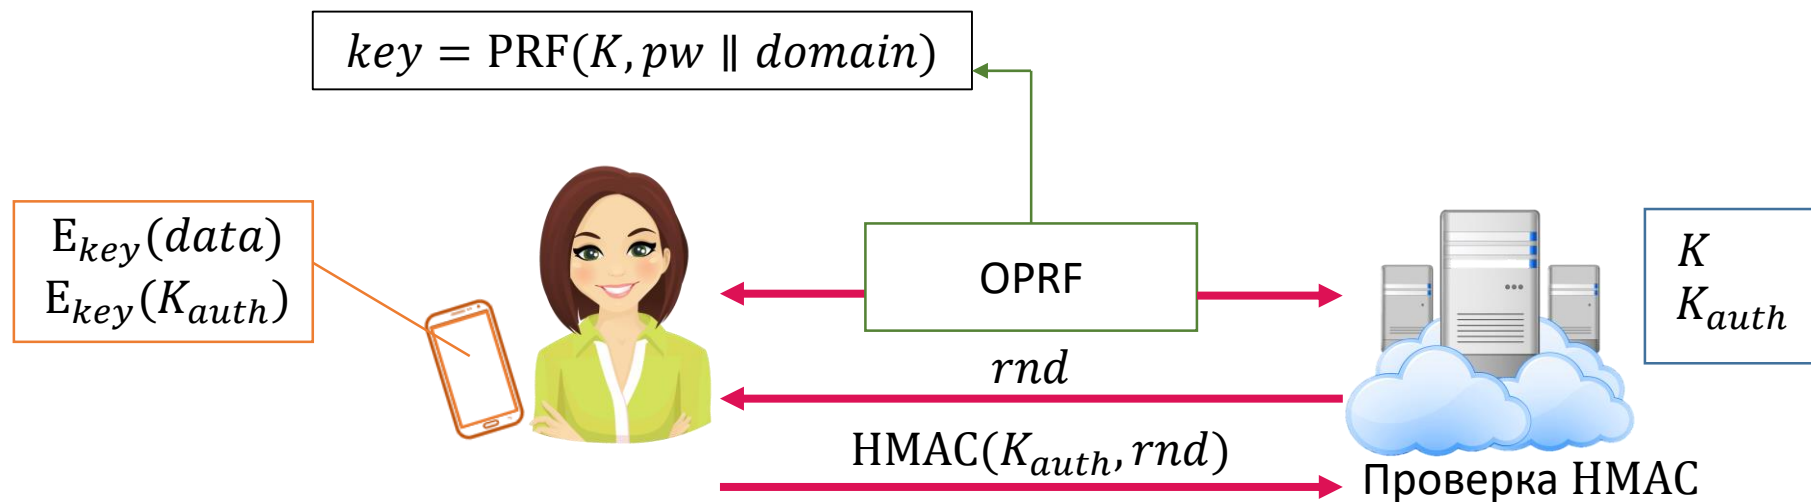 key = PRF(K, pw ∥ domain)
E_key(data)
E_key(K_auth)
OPRF
K
K_auth
rnd
HMAC(K_auth, rnd)
Проверка HMAC